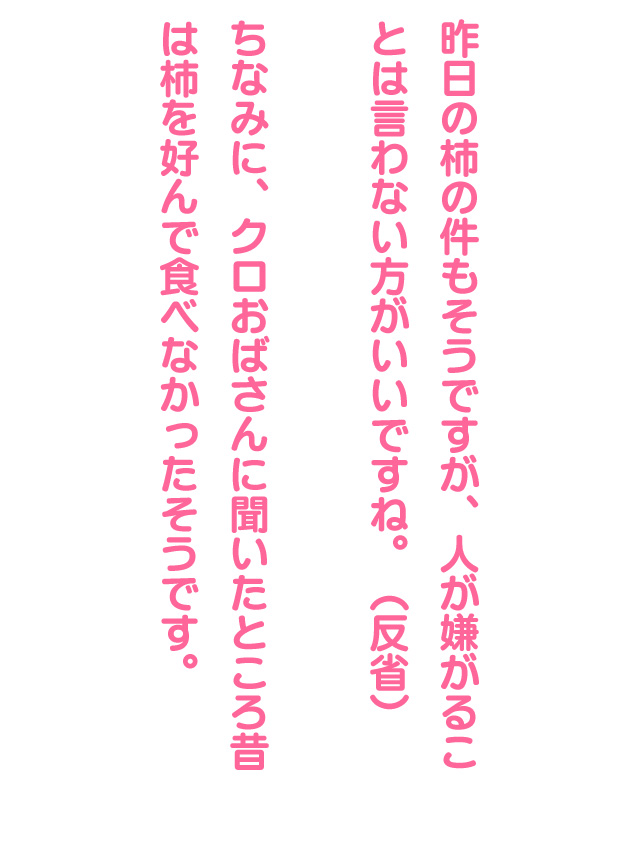 昨日の柿の件もそうですが、人が嫌がるこ
とは言わない方がいいですね。（反省）
ちなみに、クロおばさんに聞いたところ昔
は柿を好んで食べなかったそうです。